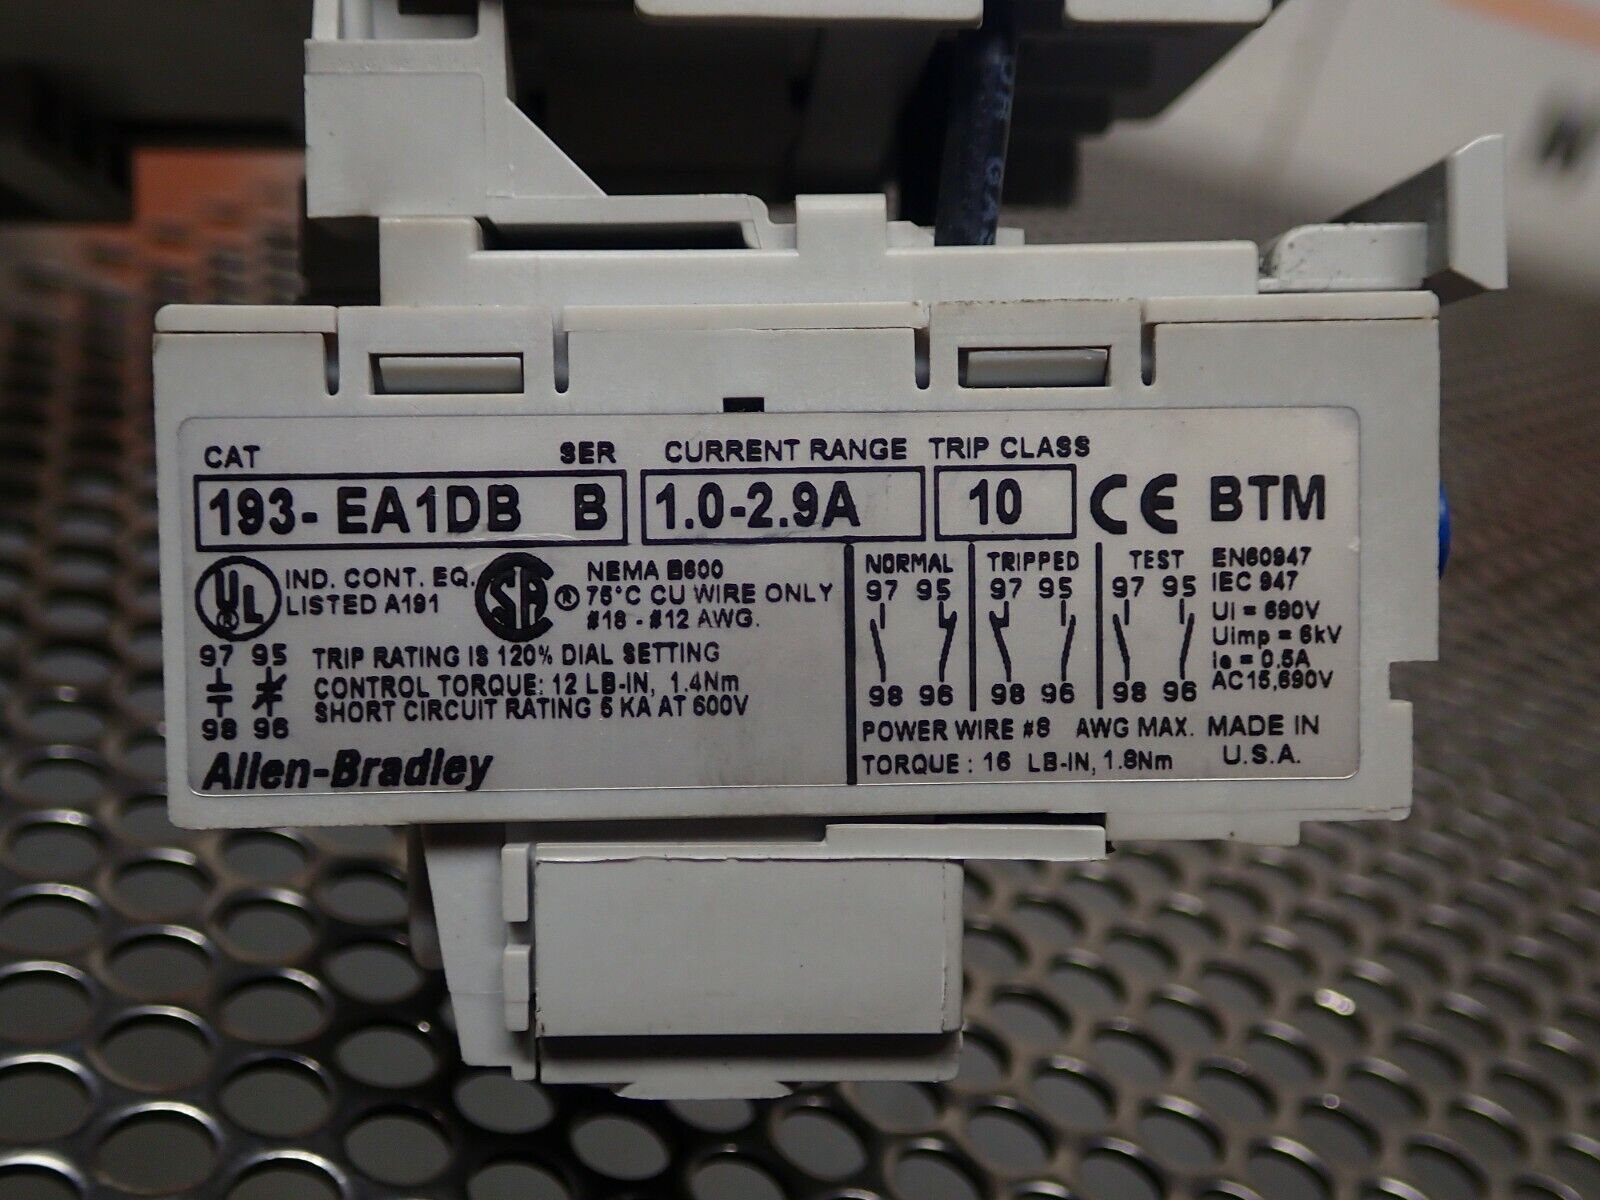 CAT SER CURRENT RANGE TRIP CLASS
193- EA1DB B 1.0-2.9A 10 CE BTM
UL ® IND. CONT. EQ.
LISTED A191
SA ® NEMA B600
75°C CU WIRE ONLY
#18 - #12 AWG.
97 95
98 96
TRIP RATING IS 120% DIAL SETTING
CONTROL TORQUE: 12 LB-IN, 1.4Nm
SHORT CIRCUIT RATING 5 KA AT 600V
Allen-Bradley
NORMAL TRIPPED TEST
97 95 97 95 97 95
98 96 98 96 98 96
EN60947
IEC 947
Ui = 690V
Uimp = 6kV
Ie = 0.5A
AC15,690V
POWER WIRE #8 AWG MAX. MADE IN
TORQUE : 16 LB-IN, 1.8Nm U.S.A.